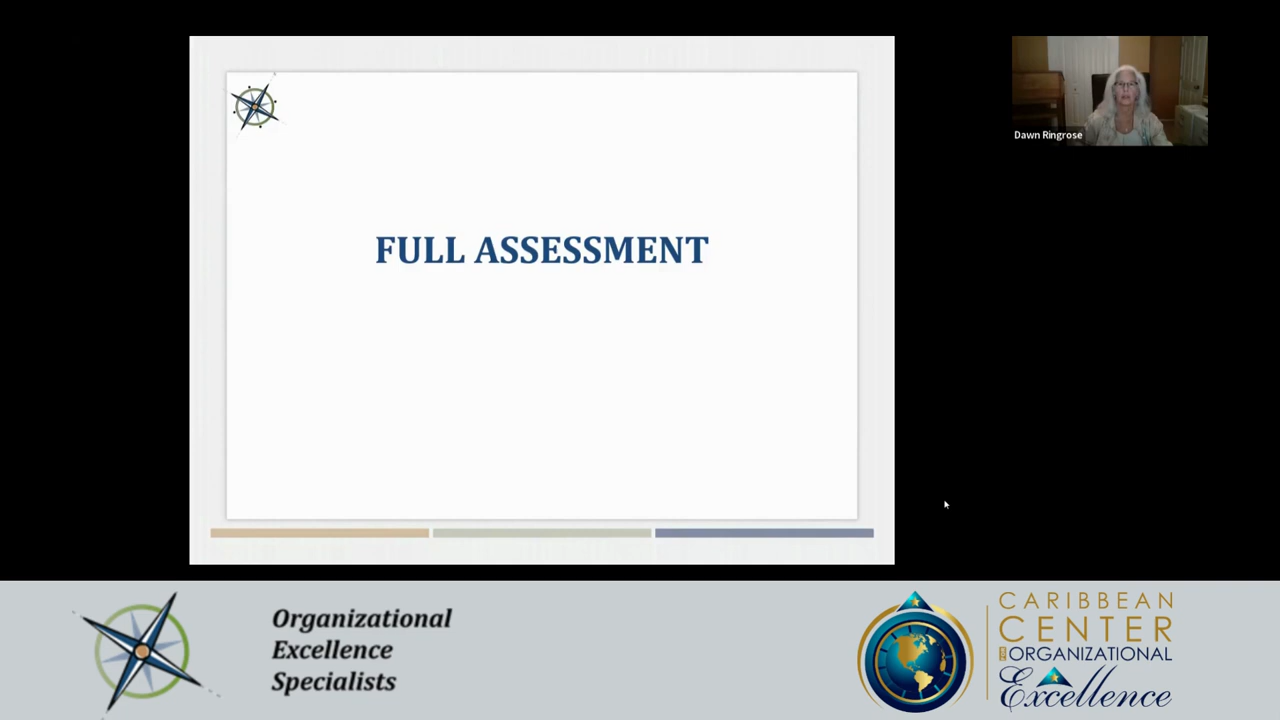 FULL ASSESSMENT
Dawn Ringrose
Organizational
Excellence
Specialists
CARIBBEAN
CENTER
FOR ORGANIZATIONAL
Excellence